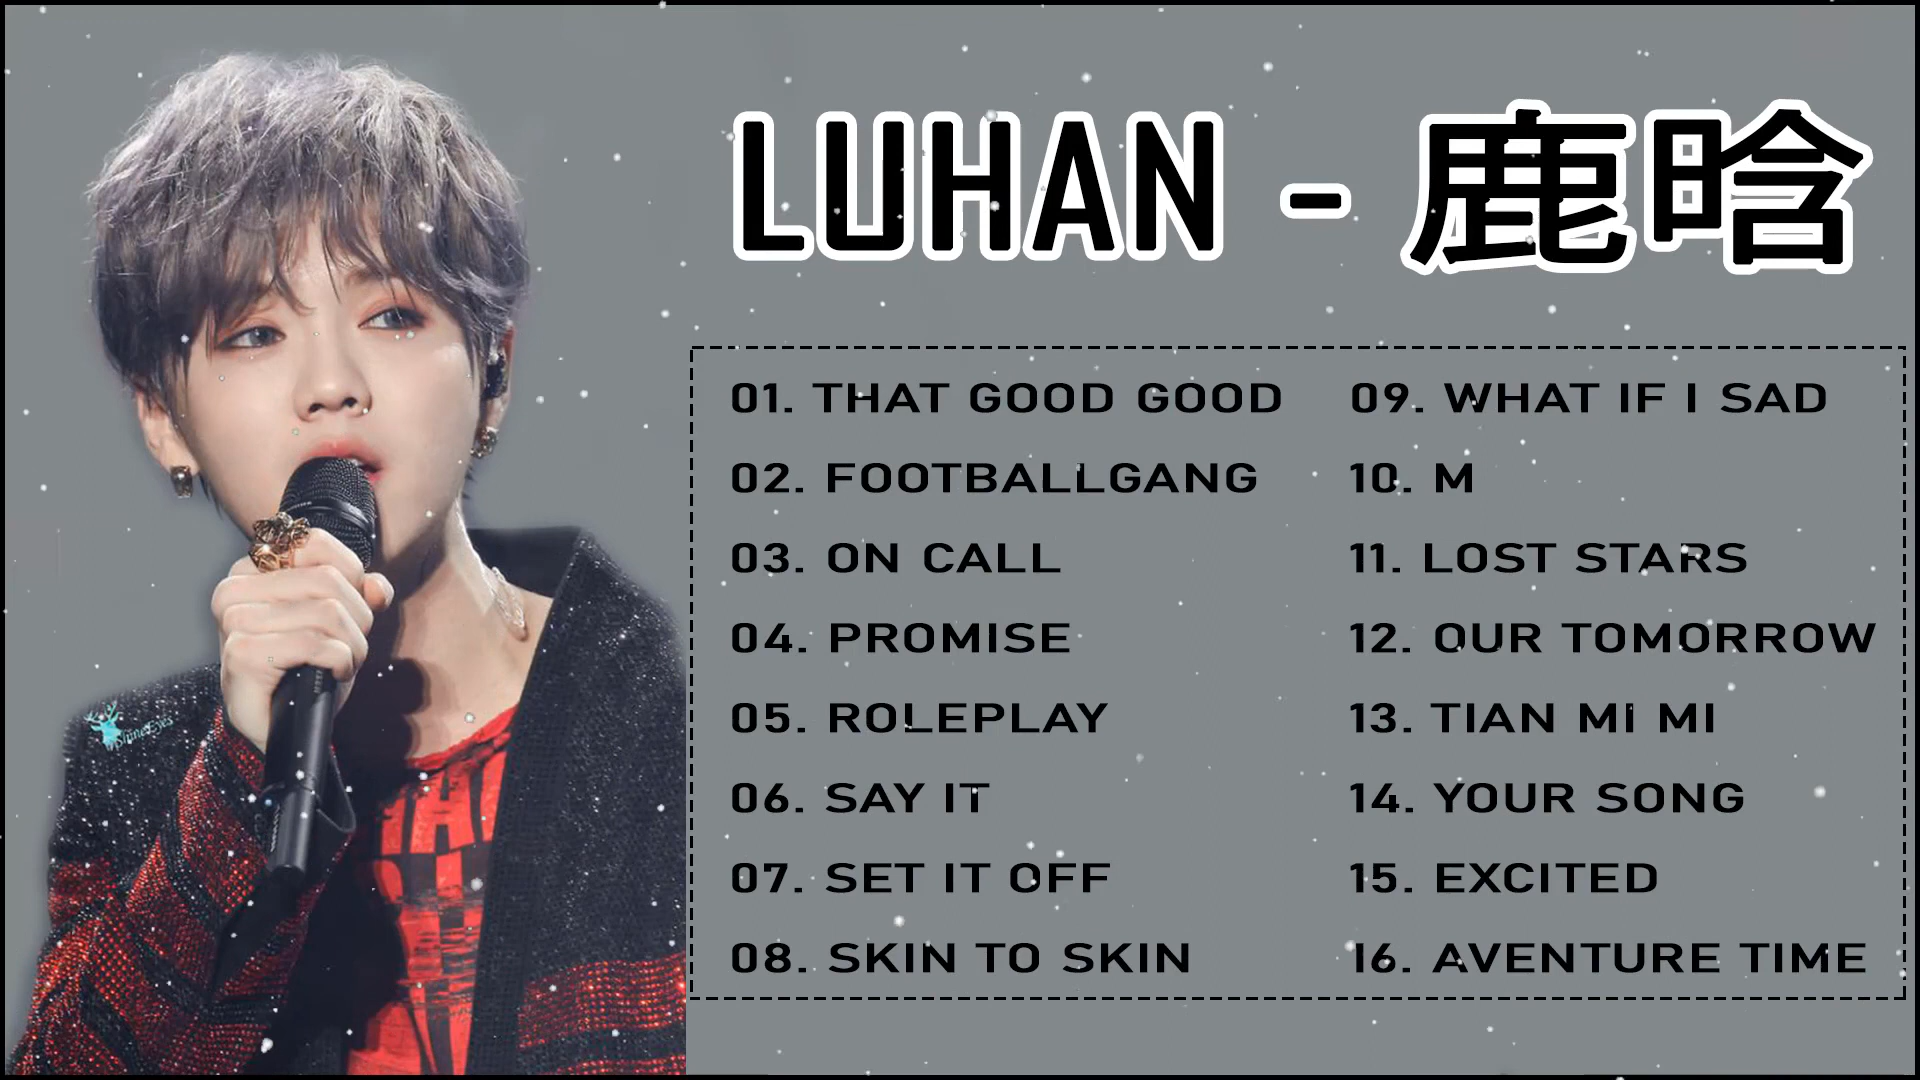 LUHAN - 鹿晗
01. THAT GOOD GOOD
02. FOOTBALLGANG
03. ON CALL
04. PROMISE
05. ROLEPLAY
06. SAY IT
07. SET IT OFF
08. SKIN TO SKIN
09. WHAT IF I SAD
10. M
11. LOST STARS
12. OUR TOMORROW
13. TIAN MI MI
14. YOUR SONG
15. EXCITED
16. AVENTURE TIME
ShineEyes